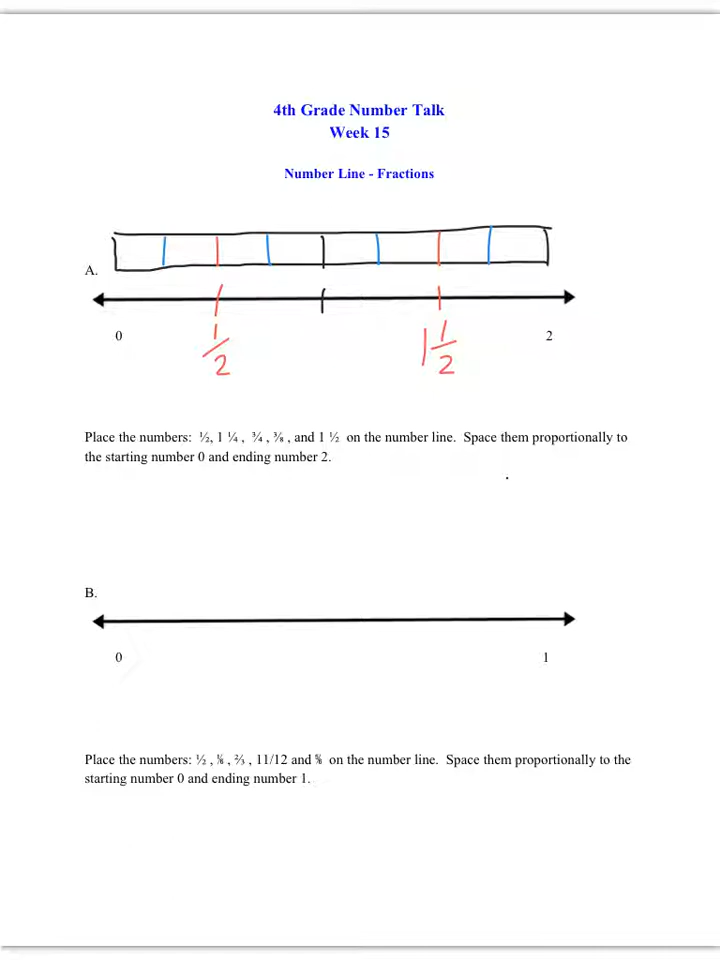 4th Grade Number Talk
Week 15
Number Line - Fractions
A.
0
2
1/2
1 1/2
Place the numbers: ½, 1 ¼ , ¾ , ⅜ , and 1 ½ on the number line. Space them proportionally to
the starting number 0 and ending number 2.
B.
0
1
Place the numbers: ½ , , ⅔ , 11/12 and on the number line. Space them proportionally to the
starting number 0 and ending number 1.